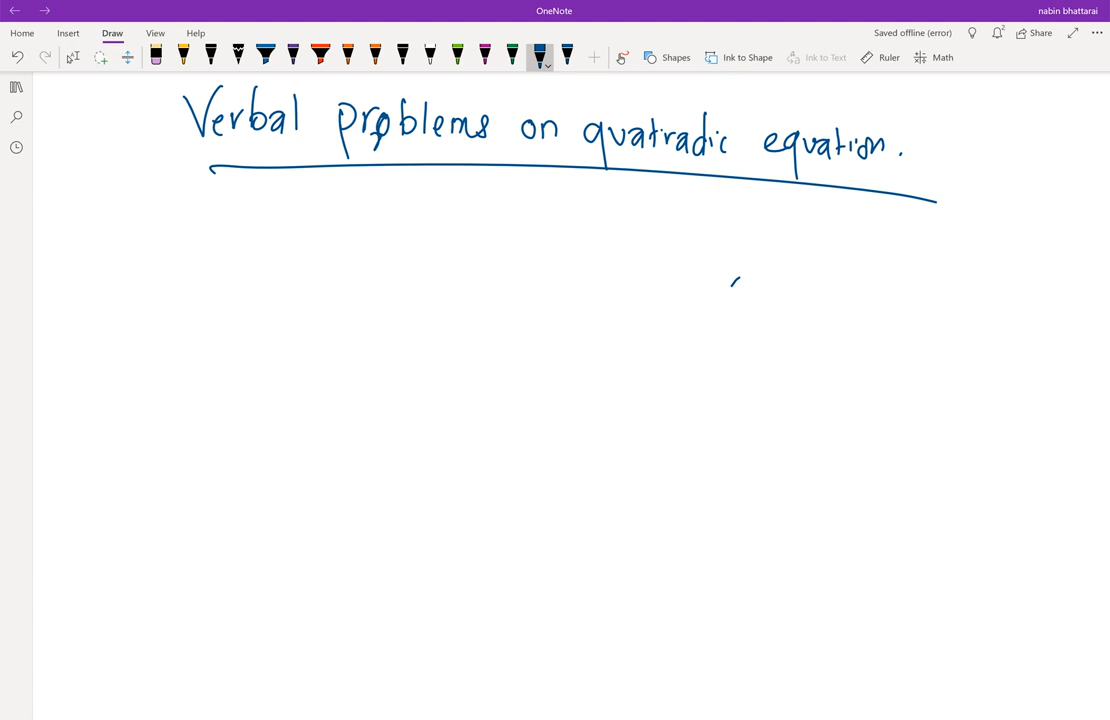 OneNote
nabin bhattarai
Home Insert Draw View Help
Saved offline (error)
2
Share
Shapes
Ink to Shape
Ink to Text
Ruler
Math
Verbal problems on quatradic equation.